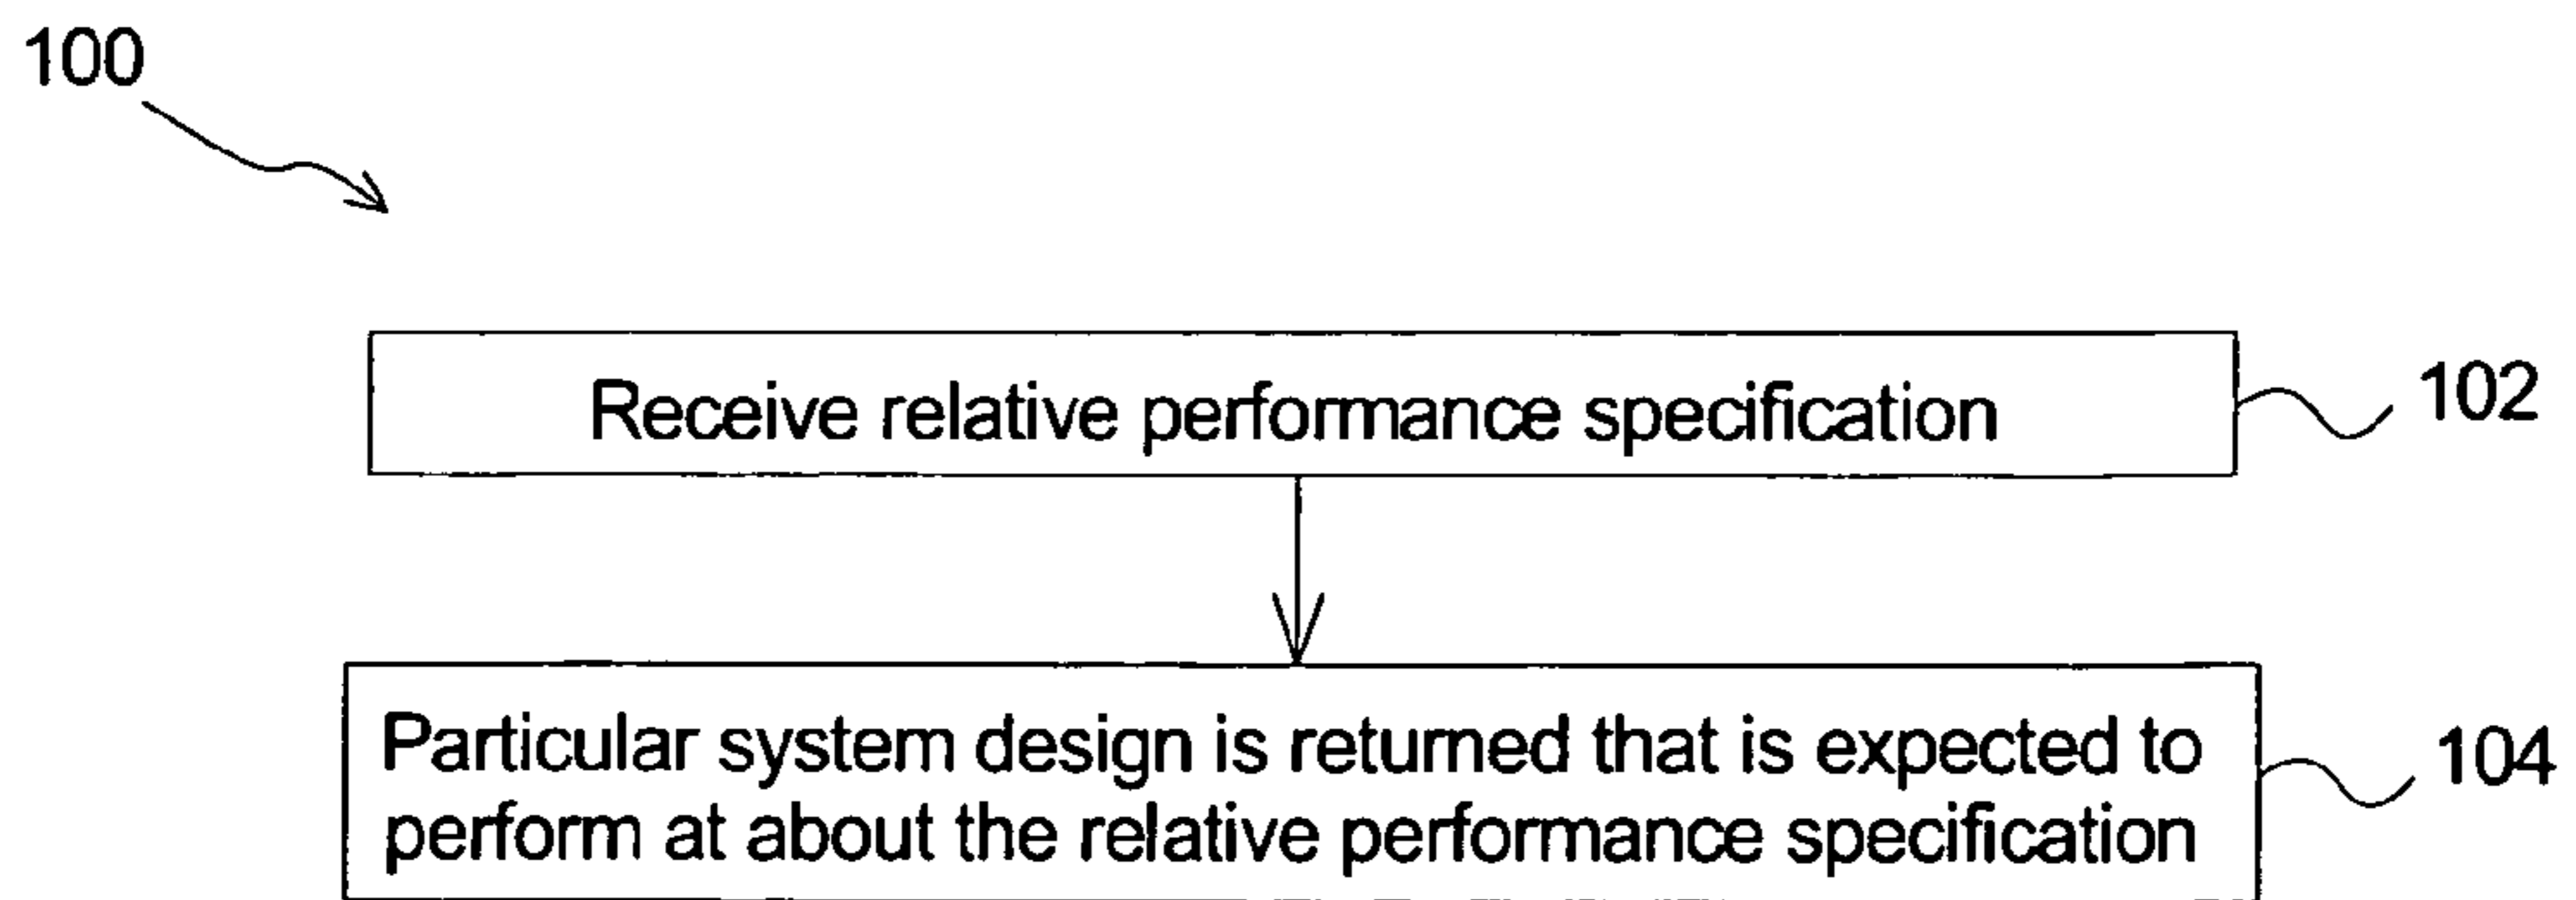 100
Receive relative performance specification
102
Particular system design is returned that is expected to
perform at about the relative performance specification
104